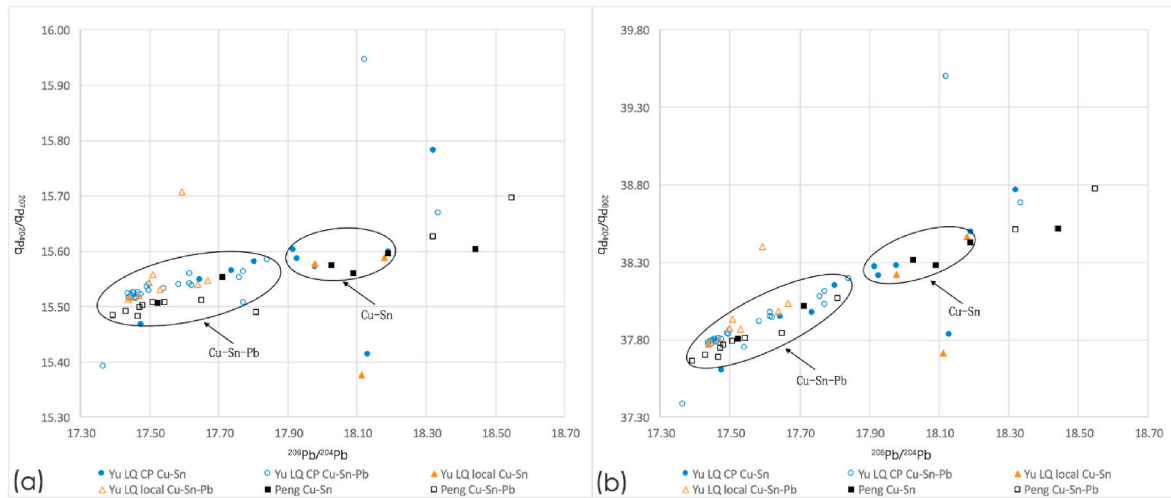 16.00
15.90
15.80
15.70
15.60
15.50
15.40
15.30
²⁰⁷Pb/²⁰⁴Pb
Cu-Sn
Cu-Sn-Pb
17.30 17.50 17.70 17.90 18.10 18.30 18.50 18.70
²⁰⁶Pb/²⁰⁴Pb
(a)
Yu LQ CP Cu-Sn Yu LQ CP Cu-Sn-Pb Yu LQ local Cu-Sn
Yu LQ local Cu-Sn-Pb Peng Cu-Sn Peng Cu-Sn-Pb
39.80
39.30
38.80
38.30
37.80
37.30
²⁰⁸Pb/²⁰⁴Pb
Cu-Sn
Cu-Sn-Pb
17.30 17.50 17.70 17.90 18.10 18.30 18.50 18.70
²⁰⁶Pb/²⁰⁴Pb
(b)
Yu LQ CP Cu-Sn Yu LQ CP Cu-Sn-Pb Yu LQ local Cu-Sn
Yu LQ local Cu-Sn-Pb Peng Cu-Sn Peng Cu-Sn-Pb